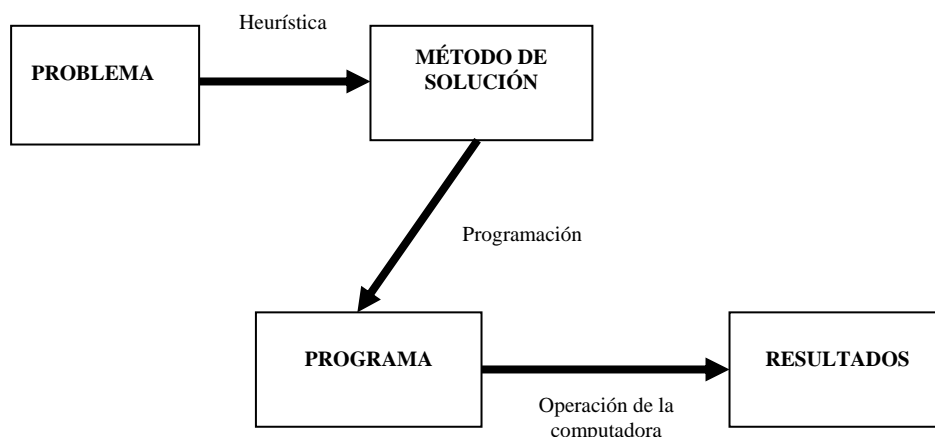 Heurística
PROBLEMA
MÉTODO DE
SOLUCIÓN
Programación
PROGRAMA
RESULTADOS
Operación de la
computadora